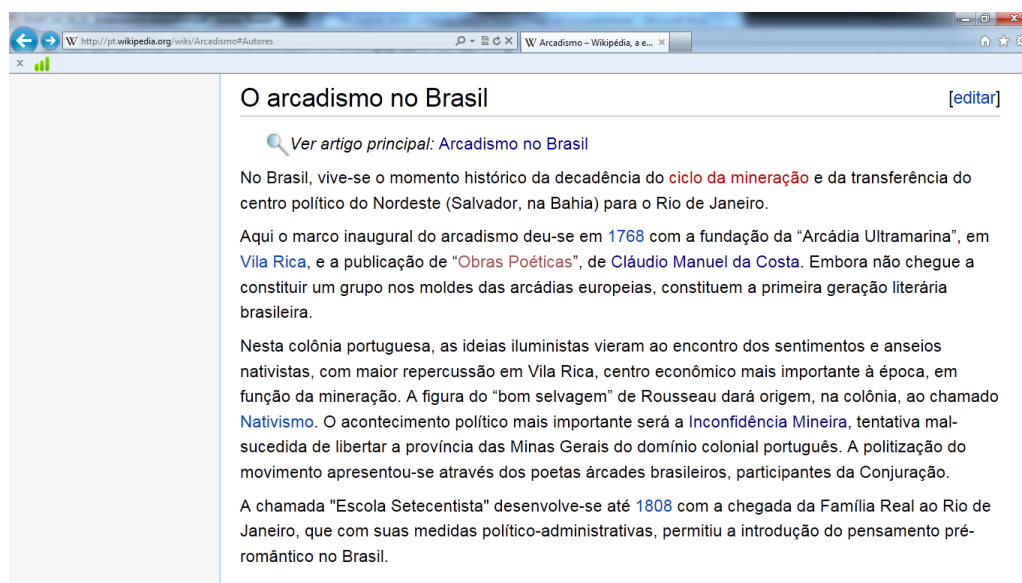 http://pt.wikipedia.org/wiki/Arcadismo#Autores
W Arcadismo – Wikipédia, a e...
O arcadismo no Brasil
[editar]
Ver artigo principal: Arcadismo no Brasil
No Brasil, vive-se o momento histórico da decadência do ciclo da mineração e da transferência do
centro político do Nordeste (Salvador, na Bahia) para o Rio de Janeiro.
Aqui o marco inaugural do arcadismo deu-se em 1768 com a fundação da “Arcádia Ultramarina”, em
Vila Rica, e a publicação de “Obras Poéticas”, de Cláudio Manuel da Costa. Embora não chegue a
constituir um grupo nos moldes das arcádias europeias, constituem a primeira geração literária
brasileira.
Nesta colônia portuguesa, as ideias iluministas vieram ao encontro dos sentimentos e anseios
nativistas, com maior repercussão em Vila Rica, centro econômico mais importante à época, em
função da mineração. A figura do “bom selvagem” de Rousseau dará origem, na colônia, ao chamado
Nativismo. O acontecimento político mais importante será a Inconfidência Mineira, tentativa mal-
sucedida de libertar a província das Minas Gerais do domínio colonial português. A politização do
movimento apresentou-se através dos poetas árcades brasileiros, participantes da Conjuração.
A chamada "Escola Setecentista" desenvolve-se até 1808 com a chegada da Família Real ao Rio de
Janeiro, que com suas medidas político-administrativas, permitiu a introdução do pensamento pré-
romântico no Brasil.